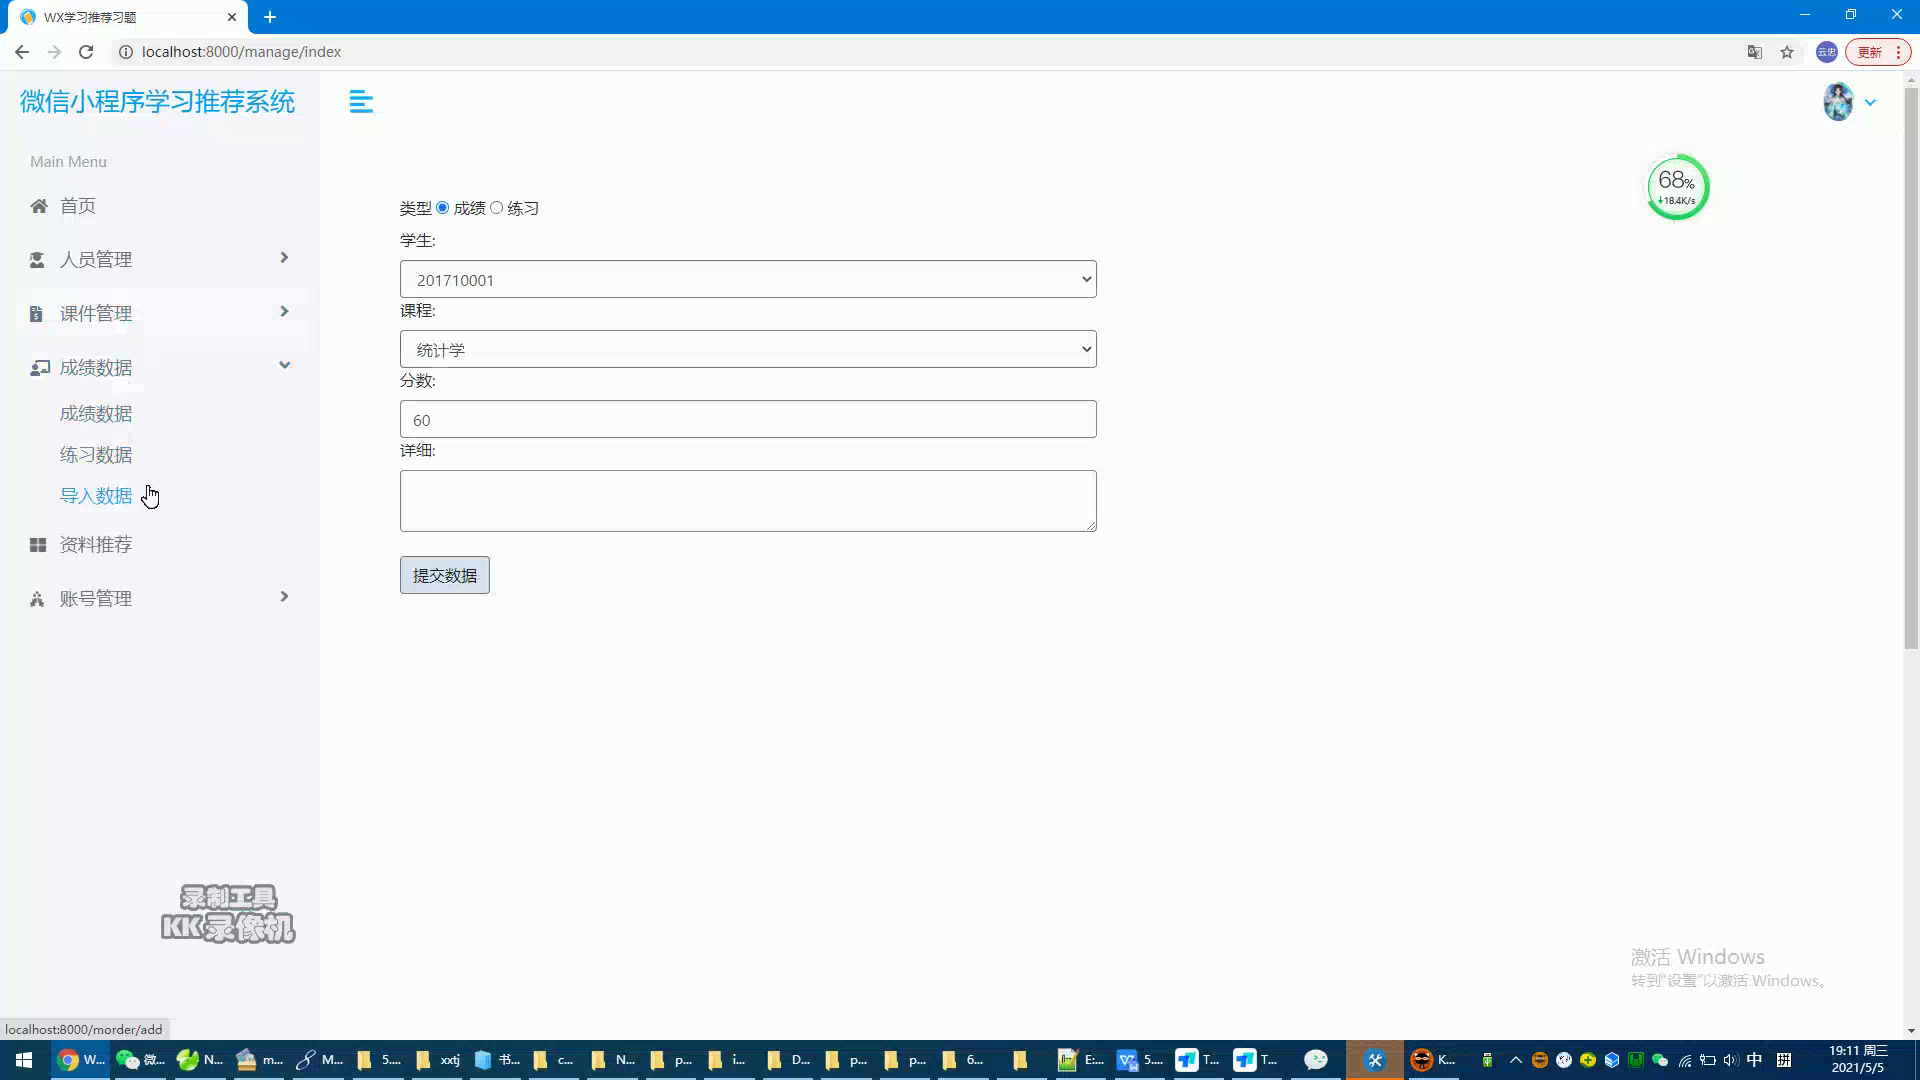 WX学习推荐习题
localhost:8000/manage/index
云忠
更新
微信小程序学习推荐系统
Main Menu
首页
人员管理
课件管理
成绩数据
成绩数据
练习数据
导入数据
资料推荐
账号管理
类型 成绩 练习
学生:
201710001
课程:
统计学
分数:
60
详细:
提交数据
68%
18.4K/s
录制工具
KK录像机
激活 Windows
转到"设置"以激活 Windows。
localhost:8000/morder/add
W... 微... N... m... M... 5.... xxtj 书... c... N... p... i... D... p... p... 6... E:... 5.... T... T... K... 中 拼
19:11 周三
2021/5/5